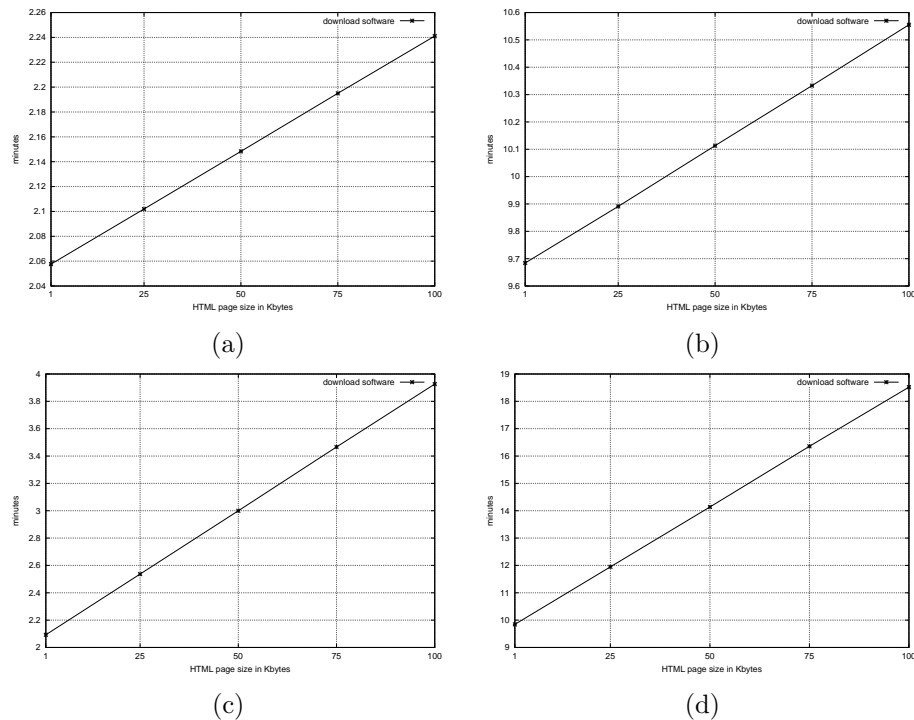 2.26
download software
2.24
2.22
2.2
2.18
2.16
2.14
2.12
2.1
2.08
2.06
2.04
minutes
1 25 50 75 100
HTML page size in Kbytes
(a)
10.6
download software
10.5
10.4
10.3
10.2
10.1
10
9.9
9.8
9.7
9.6
minutes
1 25 50 75 100
HTML page size in Kbytes
(b)
4
download software
3.8
3.6
3.4
3.2
3
2.8
2.6
2.4
2.2
2
minutes
1 25 50 75 100
HTML page size in Kbytes
(c)
19
download software
18
17
16
15
14
13
12
11
10
9
minutes
1 25 50 75 100
HTML page size in Kbytes
(d)